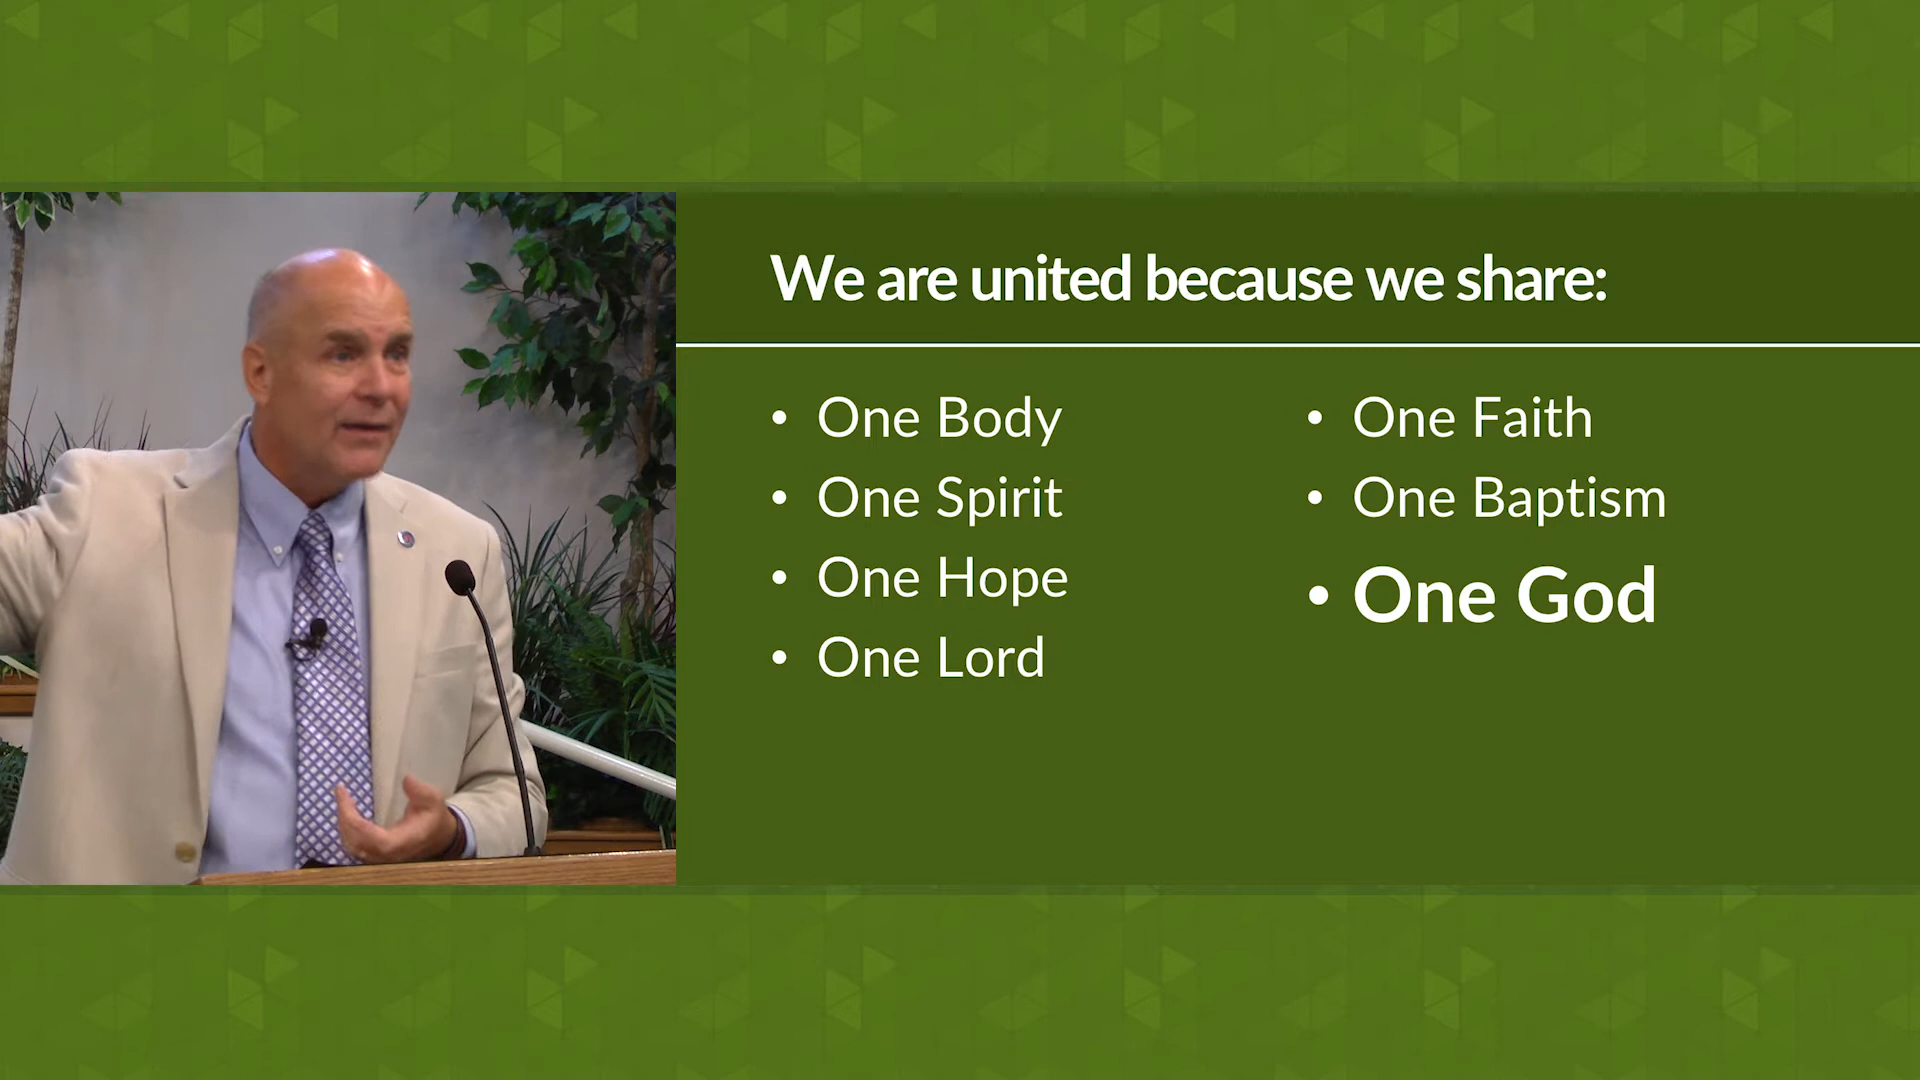 We are united because we share:
• One Body
• One Spirit
• One Hope
• One Lord
• One Faith
• One Baptism
• One God